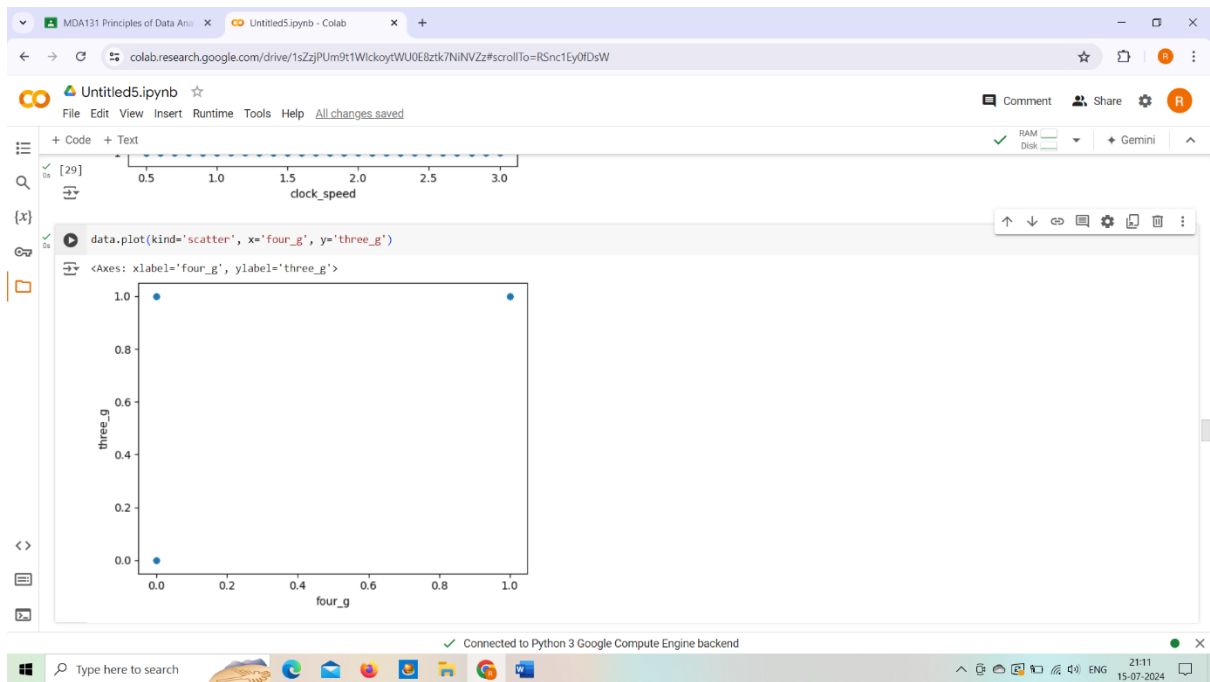 MDA131 Principles of Data Ana
Untitled5.ipynb - Colab
colab.research.google.com/drive/1sZzjPUm9t1WlckoytWU0E8ztk7NiNVZz#scrollTo=RSnc1Ey0fDsW
R
CO
Untitled5.ipynb
File Edit View Insert Runtime Tools Help All changes saved
Comment
Share
R
+ Code + Text
RAM
Disk
Gemini
[29]
0s
1
0.5 1.0 1.5 2.0 2.5 3.0
clock_speed
{x}
0s
data.plot(kind='scatter', x='four_g', y='three_g')
<Axes: xlabel='four_g', ylabel='three_g'>
1.0
0.8
0.6
three_g
0.4
0.2
0.0
0.0 0.2 0.4 0.6 0.8 1.0
four_g
Connected to Python 3 Google Compute Engine backend
Type here to search
ENG
21:11
15-07-2024